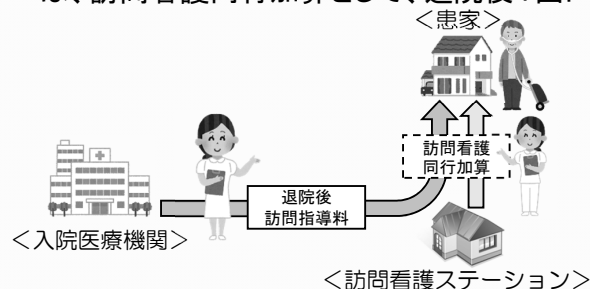 は、訪問看護同行加算として、退院後1回
＜患家＞
訪問看護
同行加算
退院後
訪問指導料
＜入院医療機関＞
＜訪問看護ステーション＞